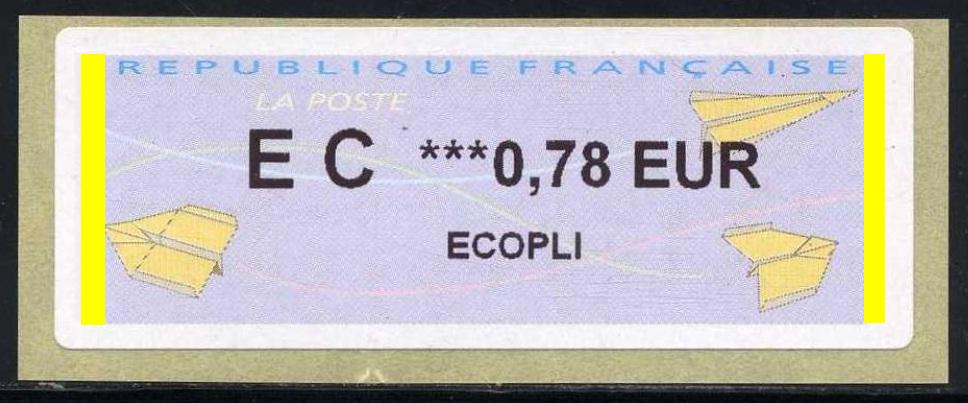 REPUBLIQUE FRANÇAISE
LA POSTE
E C ***0,78 EUR
ECOPLI